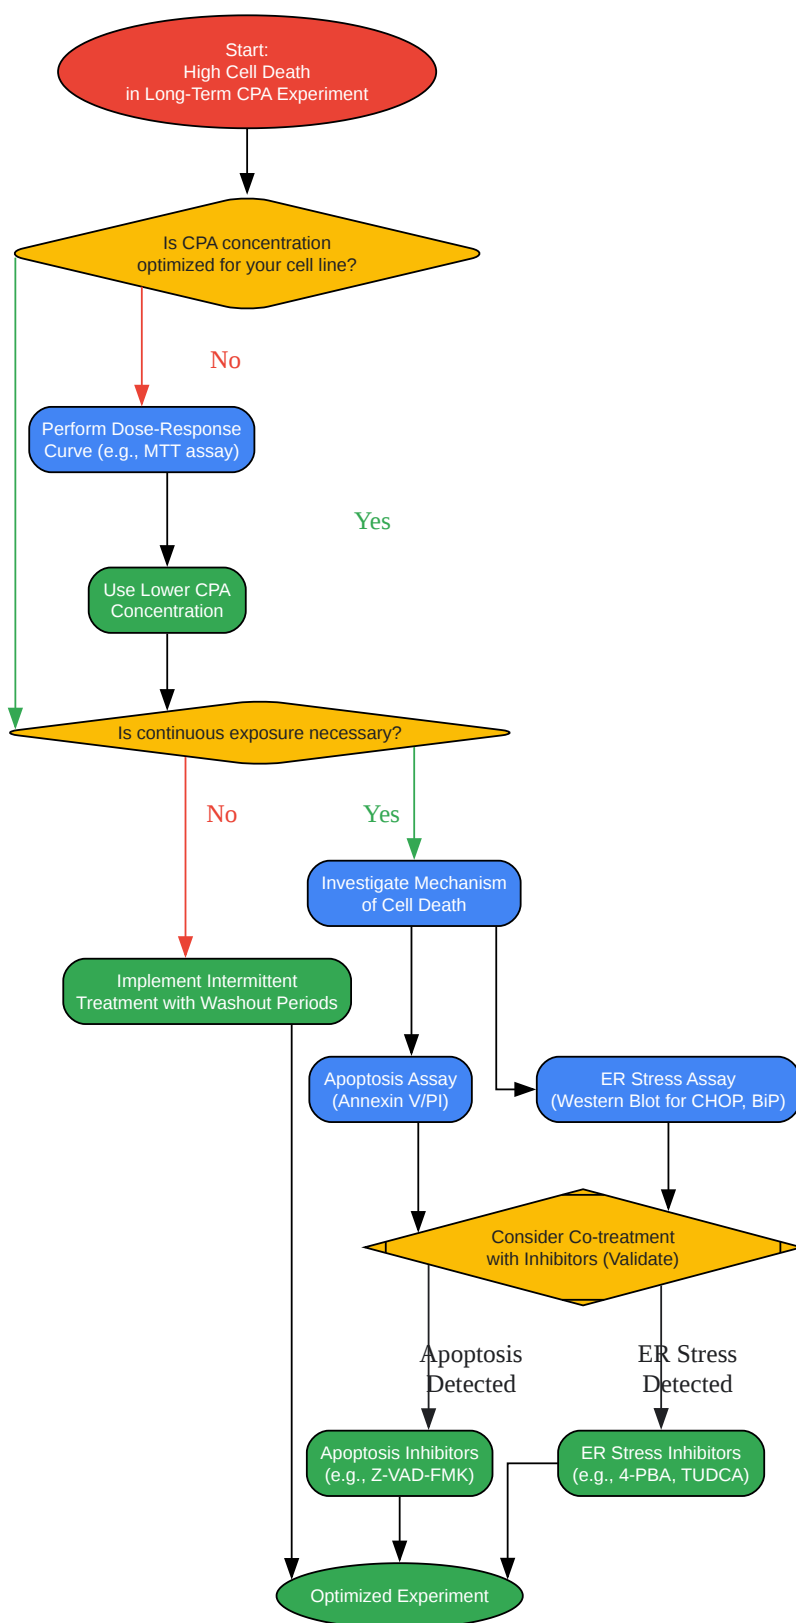 Start:
High Cell Death
in Long-Term CPA Experiment
Is CPA concentration
optimized for your cell line?
No
Perform Dose-Response
Curve (e.g., MTT assay)
Yes
Use Lower CPA
Concentration
Is continuous exposure necessary?
No
Yes
Investigate Mechanism
of Cell Death
Implement Intermittent
Treatment with Washout Periods
Apoptosis Assay
(Annexin V/PI)
ER Stress Assay
(Western Blot for CHOP, BiP)
Consider Co-treatment
with Inhibitors (Validate)
Apoptosis
Detected
ER Stress
Detected
Apoptosis Inhibitors
(e.g., Z-VAD-FMK)
ER Stress Inhibitors
(e.g., 4-PBA, TUDCA)
Optimized Experiment